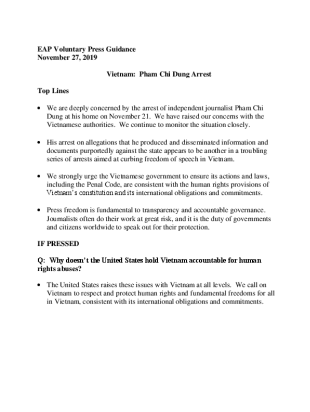 EAP Voluntary Press Guidance
November 27, 2019
Vietnam: Pham Chi Dung Arrest
Top Lines
• We are deeply concerned by the arrest of independent journalist Pham Chi
Dung at his home on November 21. We have raised our concerns with the
Vietnamese authorities. We continue to monitor the situation closely.
• His arrest on allegations that he produced and disseminated information and
documents purportedly against the state appears to be another in a troubling
series of arrests aimed at curbing freedom of speech in Vietnam.
• We strongly urge the Vietnamese government to ensure its actions and laws,
including the Penal Code, are consistent with the human rights provisions of
Vietnam's constitution and its international obligations and commitments.
• Press freedom is fundamental to transparency and accountable governance.
Journalists often do their work at great risk, and it is the duty of governments
and citizens worldwide to speak out for their protection.
IF PRESSED
Q: Why doesn't the United States hold Vietnam accountable for human
rights abuses?
• The United States raises these issues with Vietnam at all levels. We call on
Vietnam to respect and protect human rights and fundamental freedoms for all
in Vietnam, consistent with its international obligations and commitments.